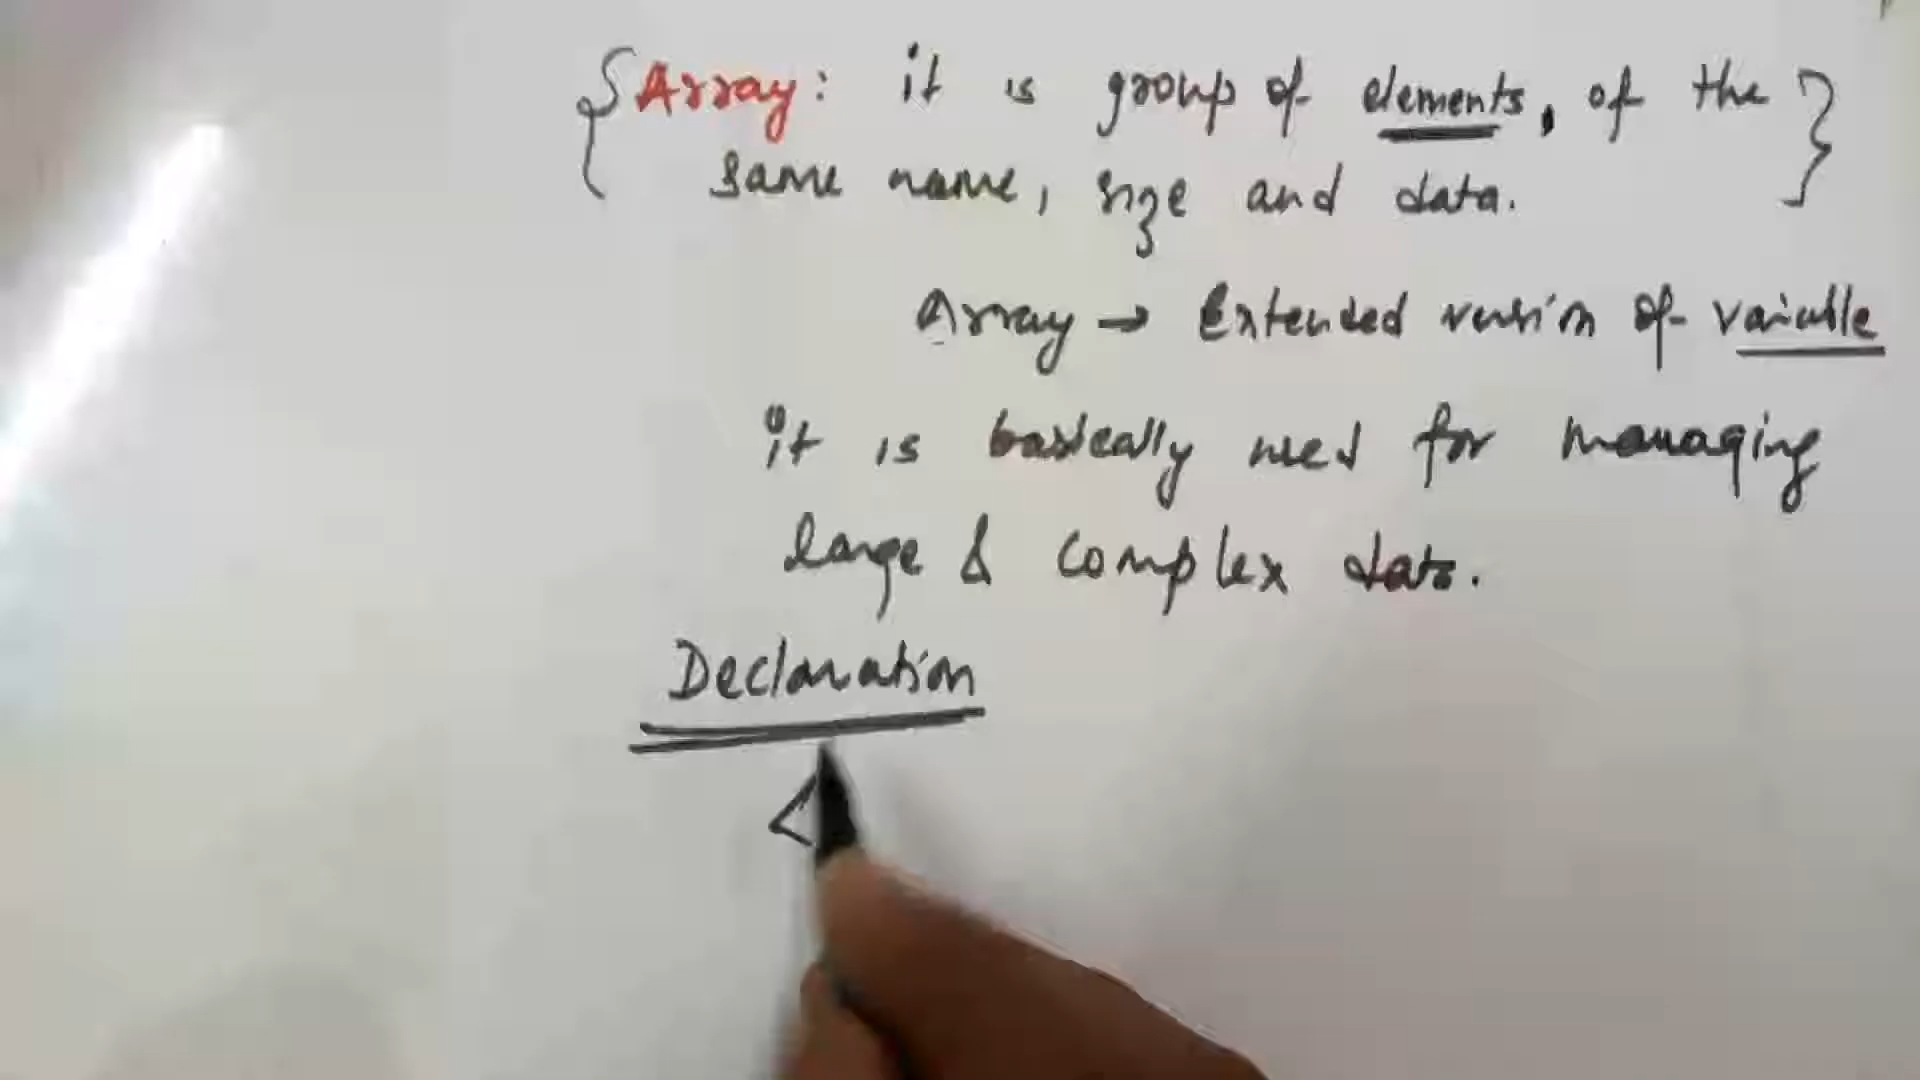 {Array: it is group of elements, of the}
same name, size and data.
Array → Extended version of variable
it is basically used for managing
large & complex data.
Declaration
<